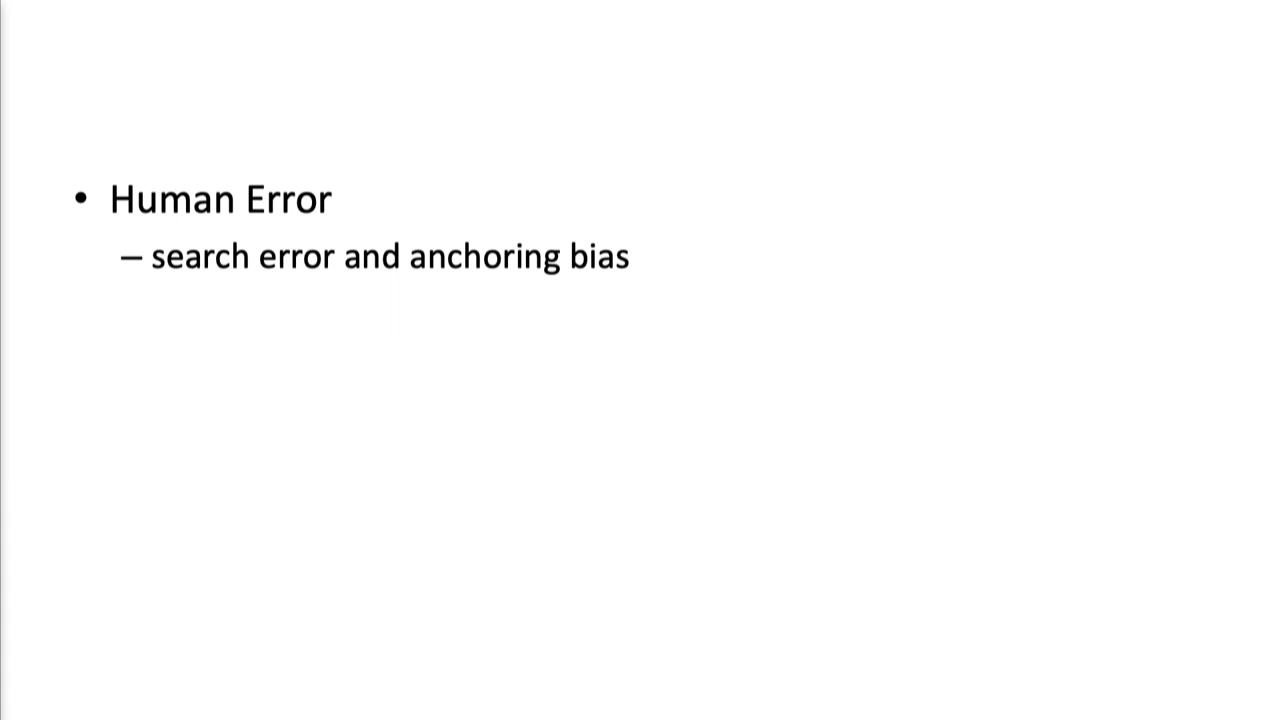 • Human Error
– search error and anchoring bias